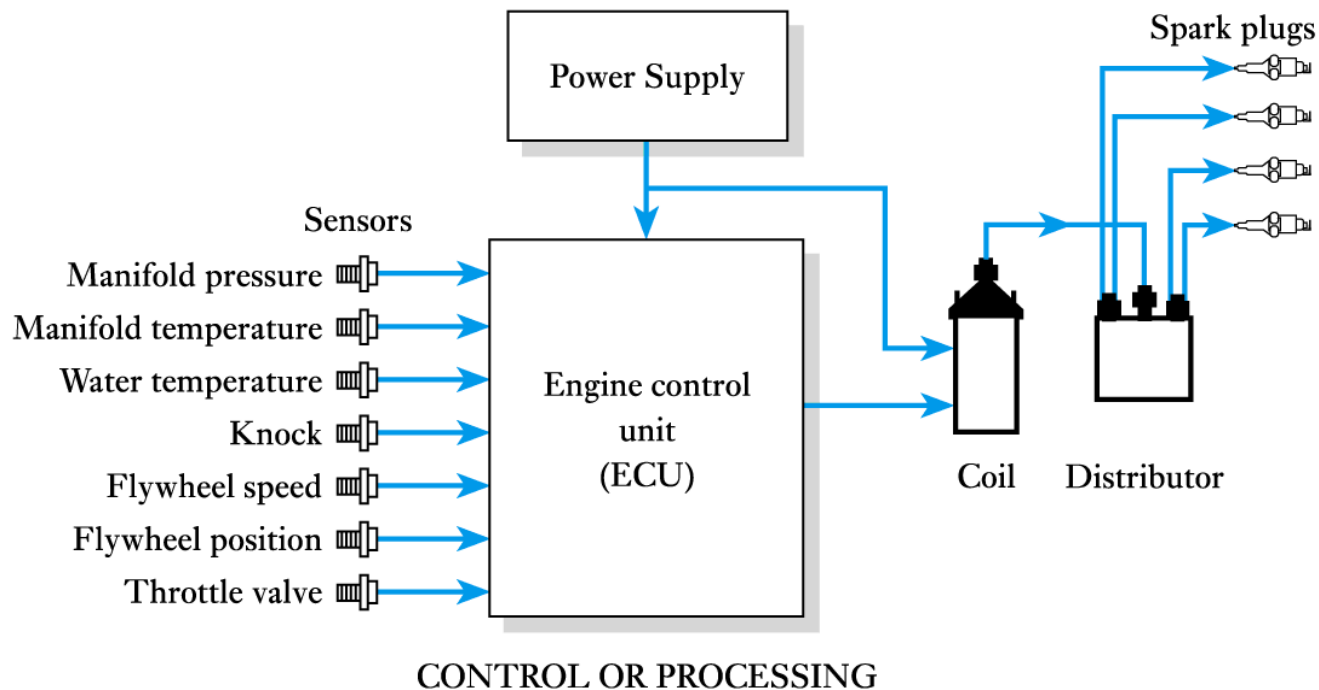 Spark plugs
Power Supply
Sensors
Manifold pressure
Manifold temperature
Water temperature
Knock
Flywheel speed
Flywheel position
Throttle valve
Engine control
unit
(ECU)
Coil
Distributor
CONTROL OR PROCESSING